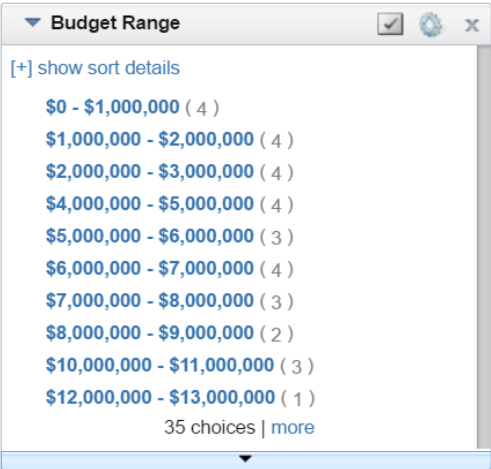 Budget Range
[+] show sort details
$0 - $1,000,000 ( 4 )
$1,000,000 - $2,000,000 ( 4 )
$2,000,000 - $3,000,000 ( 4 )
$4,000,000 - $5,000,000 ( 4 )
$5,000,000 - $6,000,000 ( 3 )
$6,000,000 - $7,000,000 ( 4 )
$7,000,000 - $8,000,000 ( 3 )
$8,000,000 - $9,000,000 ( 2 )
$10,000,000 - $11,000,000 ( 3 )
$12,000,000 - $13,000,000 ( 1 )
35 choices | more